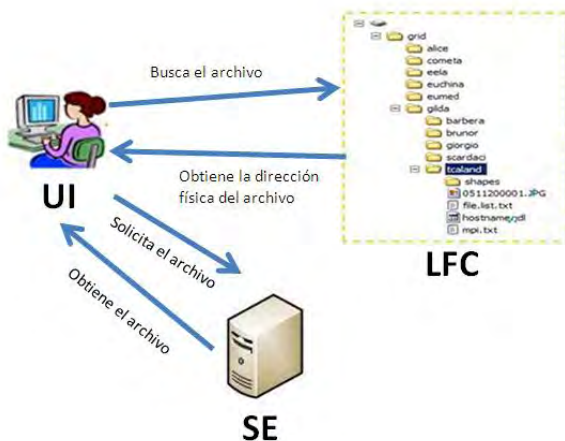 Busca el archivo
Obtiene la dirección
física del archivo
UI
Solicita el archivo
Obtiene el archivo
SE
grid
alice
cometa
eela
euchina
eumed
gilda
barbera
brunor
giorgio
scardaci
tcaland
shapes
0511200001.JPG
file.list.txt
hostname.jdl
mpi.txt
LFC